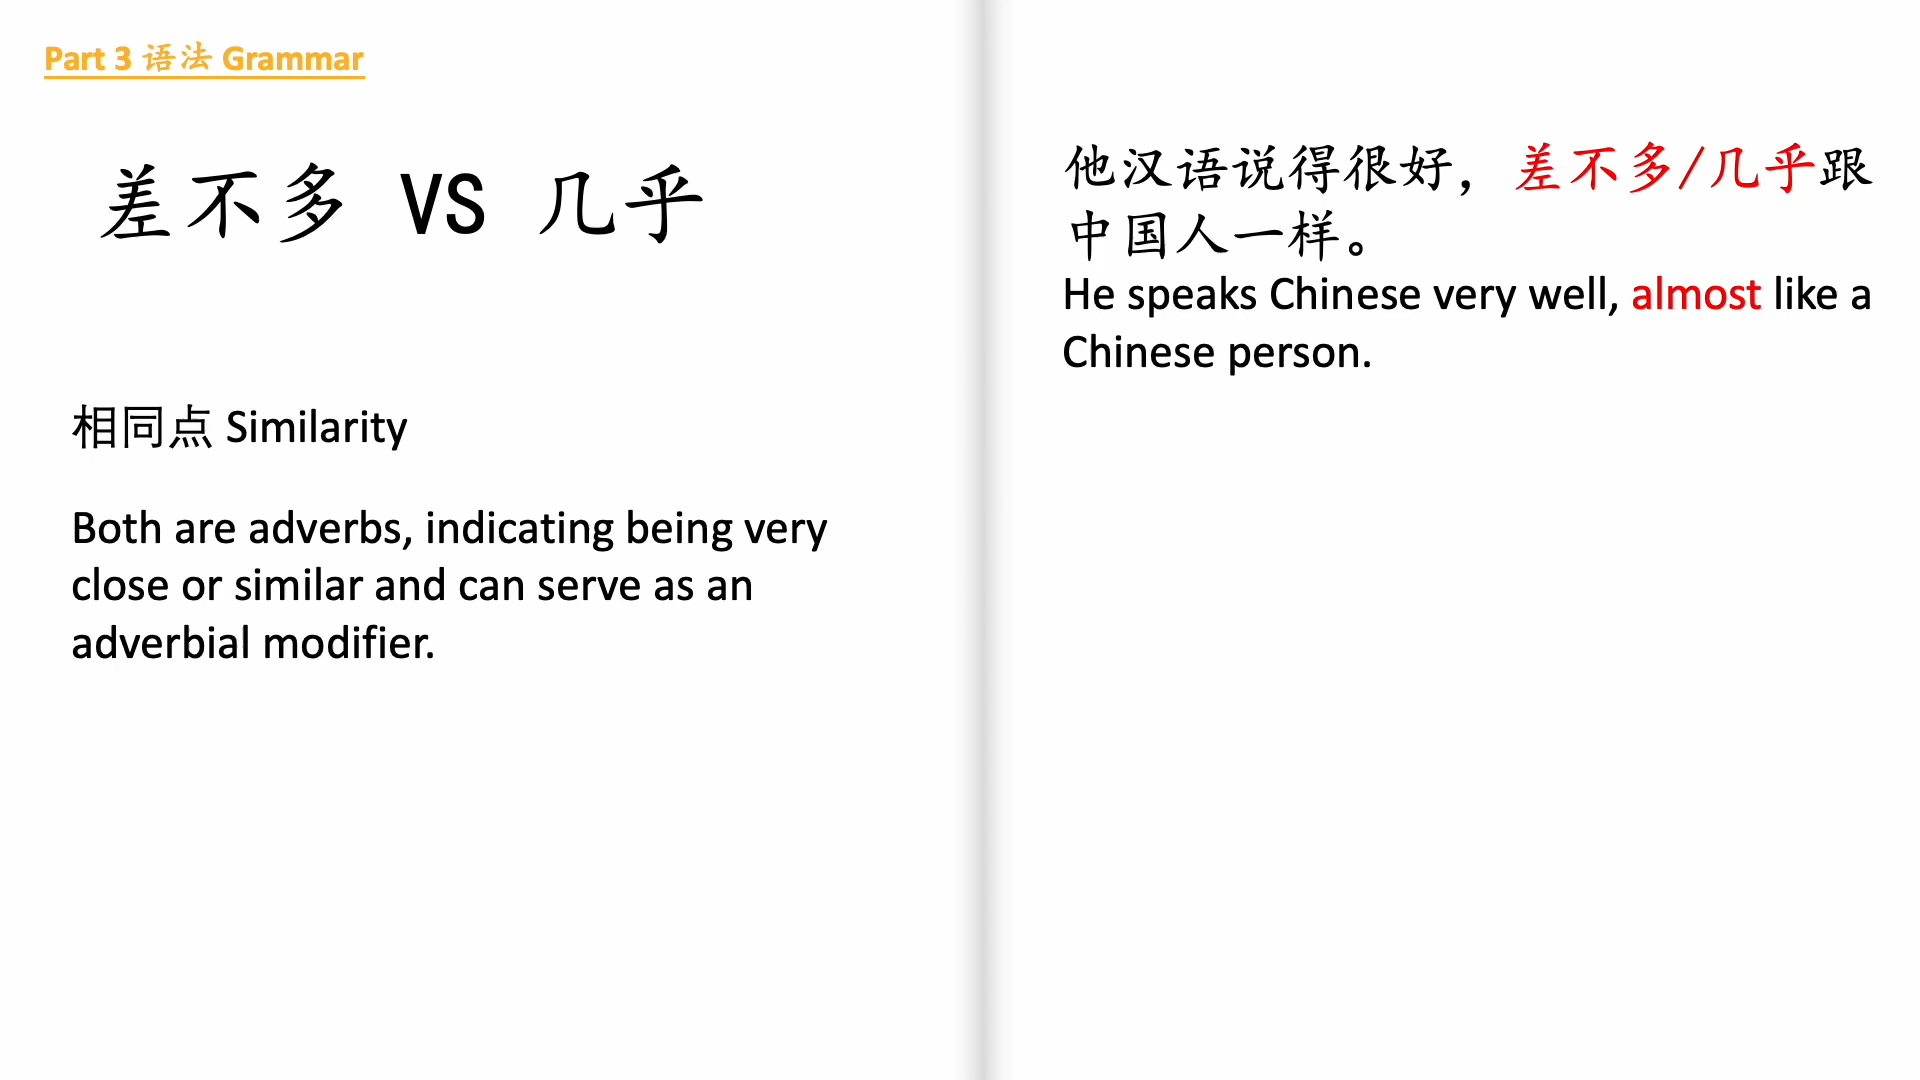 Part 3 语法 Grammar
差不多 VS 几乎
相同点 Similarity
Both are adverbs, indicating being very
close or similar and can serve as an
adverbial modifier.
他汉语说得很好，差不多/几乎跟
中国人一样。
He speaks Chinese very well, almost like a
Chinese person.